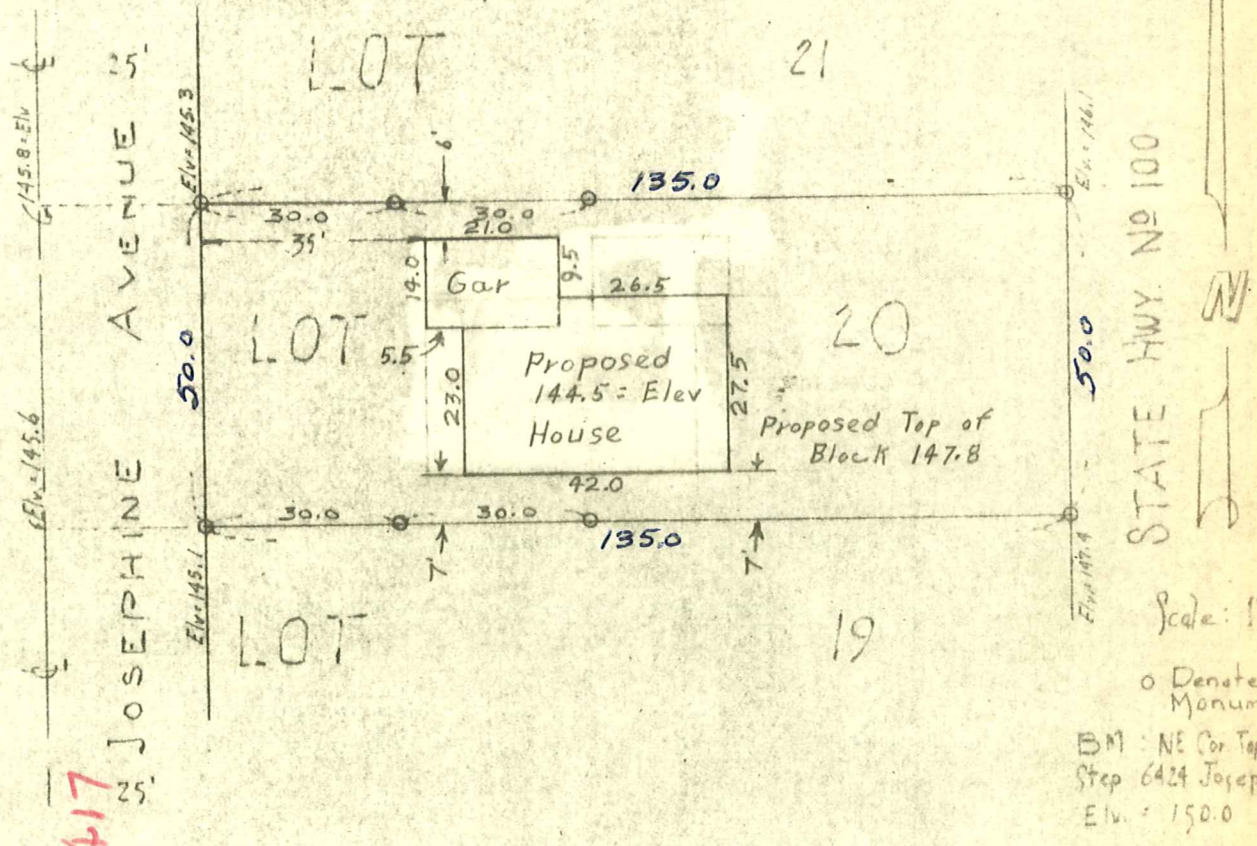 LOT 21
25'
℄
145.8 = Elv
Elv = 145.3
6'
135.0
Elv = 146.1
30.0
30.0
35'
21.0
14.0
Gar
9.5
26.5
JOSEPHINE AVENUE
STATE HWY. Nº 100
N
50.0
LOT 20
5.5
50.0
23.0
Proposed
144.5 = Elev
House
27.5
Proposed Top of
Block 147.8
42.0
Elv. = 145.6
30.0
30.0
135.0
7'
7'
Elv = 145.1
Elv = 147.4
LOT 19
℄
Scale: 1
o Denote
Monum
BM : NE Cor Top
Step 6424 Josep
Elv. = 150.0
25'
417